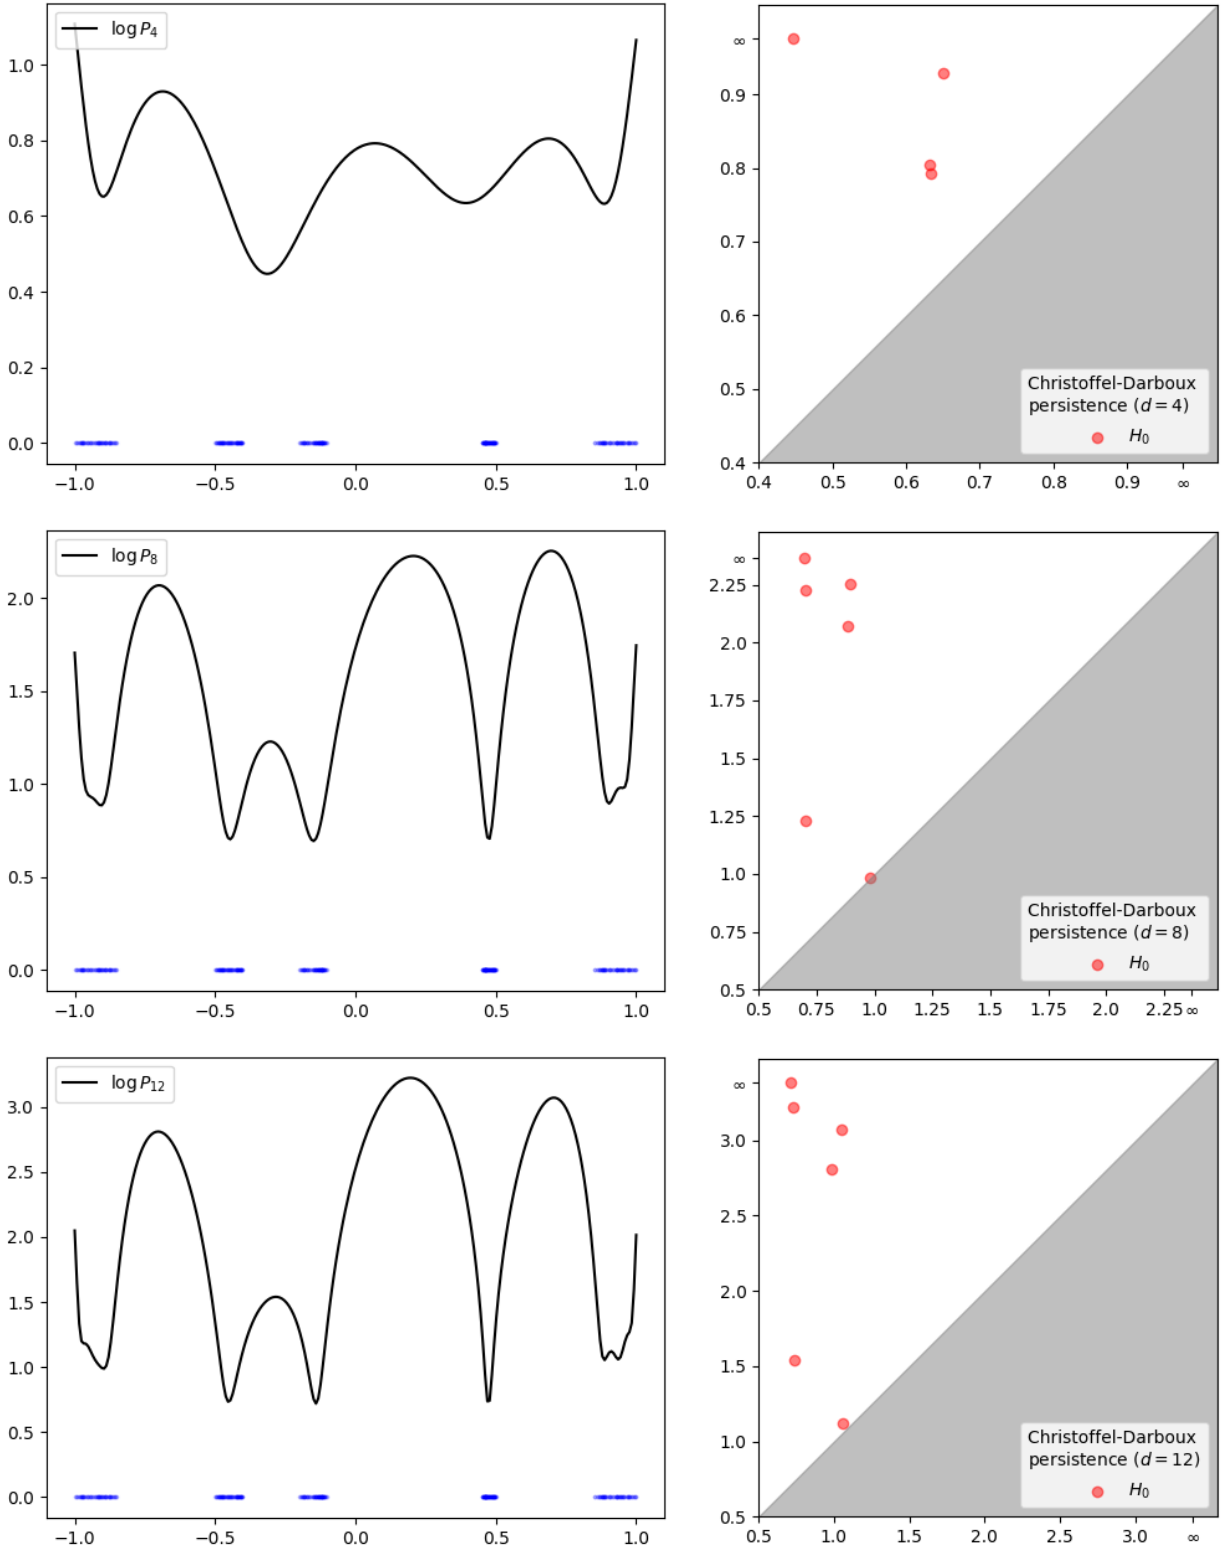 log P₄
1.0
0.8
0.6
0.4
0.2
0.0
−1.0 −0.5 0.0 0.5 1.0
∞
0.9
0.8
0.7
0.6
0.5
0.4
0.4 0.5 0.6 0.7 0.8 0.9 ∞
Christoffel-Darboux
persistence (d = 4)
H₀
log P₈
2.0
1.5
1.0
0.5
0.0
−1.0 −0.5 0.0 0.5 1.0
∞
2.25
2.0
1.75
1.5
1.25
1.0
0.75
0.5
0.5 0.75 1.0 1.25 1.5 1.75 2.0 2.25 ∞
Christoffel-Darboux
persistence (d = 8)
H₀
log P₁₂
3.0
2.5
2.0
1.5
1.0
0.5
0.0
−1.0 −0.5 0.0 0.5 1.0
∞
3.0
2.5
2.0
1.5
1.0
0.5
0.5 1.0 1.5 2.0 2.5 3.0 ∞
Christoffel-Darboux
persistence (d = 12)
H₀